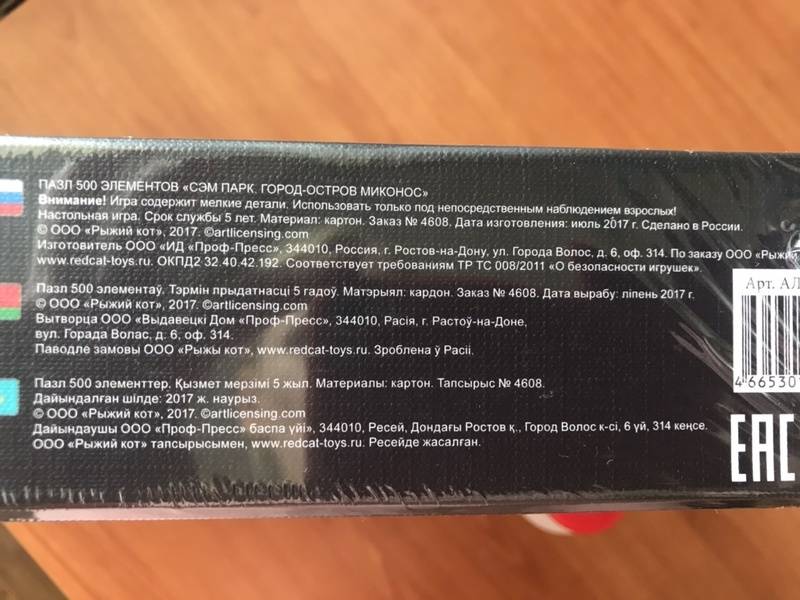 ПАЗЛ 500 ЭЛЕМЕНТОВ «СЭМ ПАРК. ГОРОД-ОСТРОВ МИКОНОС»
Внимание! Игра содержит мелкие детали. Использовать только под непосредственным наблюдением взрослых!
Настольная игра. Срок службы 5 лет. Материал: картон. Заказ № 4608. Дата изготовления: июль 2017 г. Сделано в России.
© ООО «Рыжий кот», 2017. ©artlicensing.com
Изготовитель ООО «ИД «Проф-Пресс», 344010, Россия, г. Ростов-на-Дону, ул. Города Волос, д. 6, оф. 314. По заказу ООО «Рыжий
www.redcat-toys.ru. ОКПД2 32.40.42.192. Соответствует требованиям ТР ТС 008/2011 «О безопасности игрушек».
Пазл 500 элементаў. Тэрмін прыдатнасці 5 гадоў. Матэрыял: кардон. Заказ № 4608. Дата вырабу: ліпень 2017 г.
© ООО «Рыжий кот», 2017. ©artlicensing.com
Вытворца ООО «Выдавецкі Дом «Проф-Пресс», 344010, Расія, г. Растоў-на-Доне,
вул. Горада Волас, д. 6, оф. 314.
Паводле замовы ООО «Рыжы кот», www.redcat-toys.ru. Зроблена ў Расіі.
Пазл 500 элементтер. Қызмет мерзімі 5 жыл. Материалы: картон. Тапсырыс № 4608.
Дайындалған шілде: 2017 ж. наурыз.
© ООО «Рыжий кот», 2017. ©artlicensing.com
Дайындаушы ООО «Проф-Пресс» баспа үйі», 344010, Ресей, Дондағы Ростов қ., Город Волос к-сі, 6 үй, 314 кеңсе.
ООО «Рыжий кот» тапсырысымен, www.redcat-toys.ru. Ресейде жасалған.
Арт. АЛ
466530
EAC